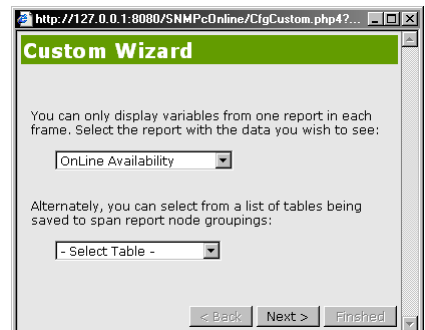 http://127.0.0.1:8080/SNMPcOnline/CfgCustom.php4?...
Custom Wizard
You can only display variables from one report in each
frame. Select the report with the data you wish to see:
OnLine Availability
Alternately, you can select from a list of tables being
saved to span report node groupings:
- Select Table -
< Back Next > Finshed